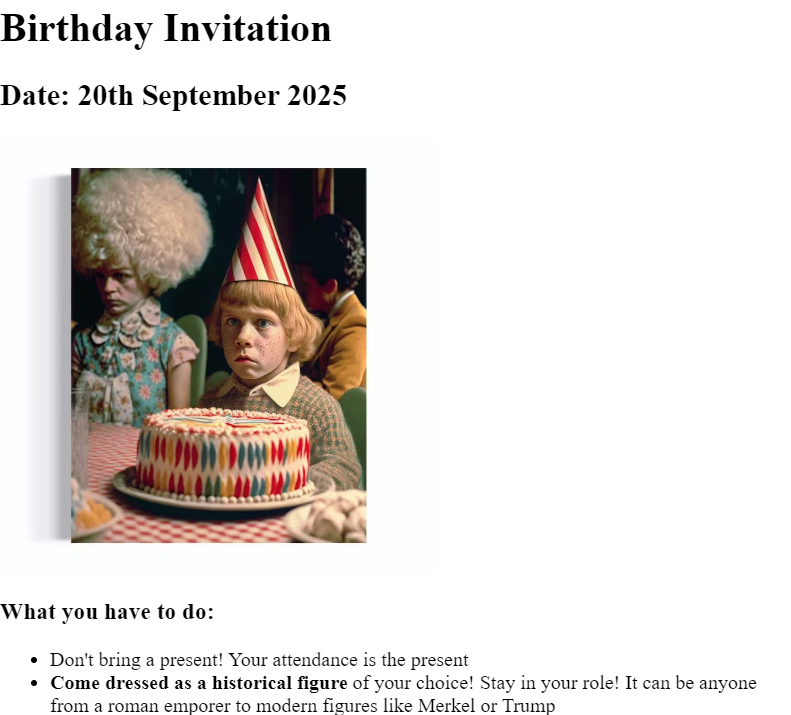 Birthday Invitation
Date: 20th September 2025
What you have to do:
Don't bring a present! Your attendance is the present
Come dressed as a historical figure of your choice! Stay in your role! It can be anyone
from a roman emporer to modern figures like Merkel or Trump